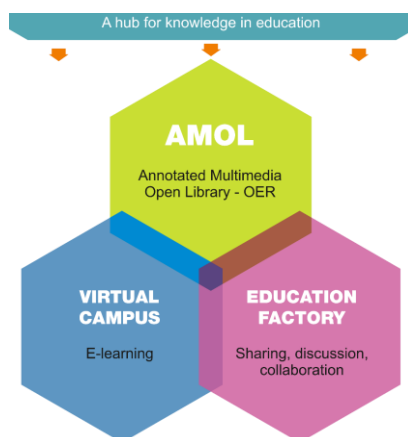 A hub for knowledge in education
AMOL
Annotated Multimedia
Open Library - OER
VIRTUAL
CAMPUS
E-learning
EDUCATION
FACTORY
Sharing, discussion,
collaboration